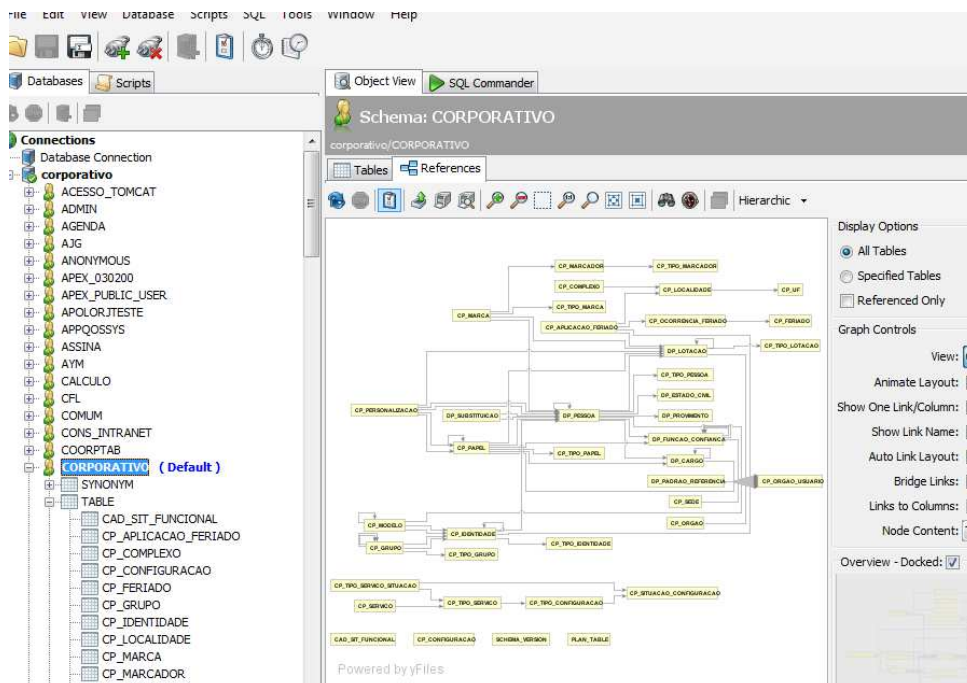 File Edit View Database Scripts SQL Tools Window Help
Databases Scripts
Connections
Database Connection
corporativo
ACESSO_TOMCAT
ADMIN
AGENDA
AJG
ANONYMOUS
APEX_030200
APEX_PUBLIC_USER
APOLORJTESTE
APPQOSSYS
ASSINA
AYM
CALCULO
CFL
COMUM
CONS_INTRANET
COORPTAB
CORPORATIVO (Default)
SYNONYM
TABLE
CAD_SIT_FUNCIONAL
CP_APLICACAO_FERIADO
CP_COMPLEXO
CP_CONFIGURACAO
CP_FERIADO
CP_GRUPO
CP_IDENTIDADE
CP_LOCALIDADE
CP_MARCA
CP_MARCADOR
Object View SQL Commander
Schema: CORPORATIVO
corporativo/CORPORATIVO
Tables References
Hierarchic
CP_MARCADOR CP_TIPO_MARCADOR
CP_COMPLEXO CP_LOCALIDADE CP_UF
CP_TIPO_MARCA
CP_MARCA
CP_APLICACAO_FERIADO CP_OCORRENCIA_FERIADO CP_FERIADO
DP_LOTACAO CP_TIPO_LOTACAO
CP_TIPO_PESSOA
DP_ESTADO_CIVIL
CP_PERSONALIZACAO DP_SUBSTITUICAO DP_PESSOA DP_PROVIMENTO
DP_FUNCAO_CONFIANCA
CP_PAPEL CP_TIPO_PAPEL
DP_CARGO
DP_PADRAO_REFERENCIA CP_ORGAO_USUARIO
CP_SEDE
CP_MODELO CP_ORGAO
CP_IDENTIDADE
CP_GRUPO CP_TIPO_GRUPO CP_TIPO_IDENTIDADE
CP_TIPO_SERVICO_SITUACAO
CP_SITUACAO_CONFIGURACAO
CP_SERVICO CP_TIPO_SERVICO CP_TIPO_CONFIGURACAO
CAD_SIT_FUNCIONAL CP_CONFIGURACAO SCHEMA_VERSION PLAN_TABLE
Powered by yFiles
Display Options
All Tables
Specified Tables
Referenced Only
Graph Controls
View:
Animate Layout:
Show One Link/Column:
Show Link Name:
Auto Link Layout:
Bridge Links:
Links to Columns:
Node Content:
Overview - Docked: